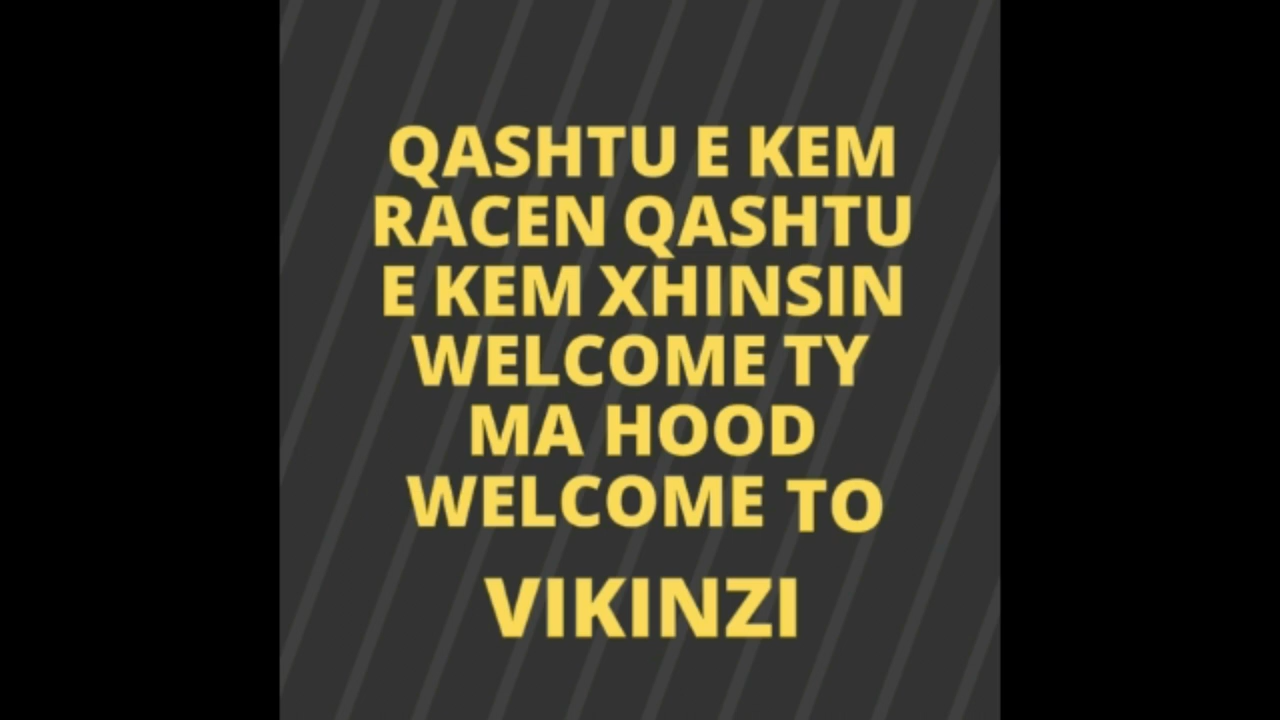 QASHTU E KEM
RACEN QASHTU
E KEM XHINSIN
WELCOME TY
MA HOOD
WELCOME TO
VIKINZI